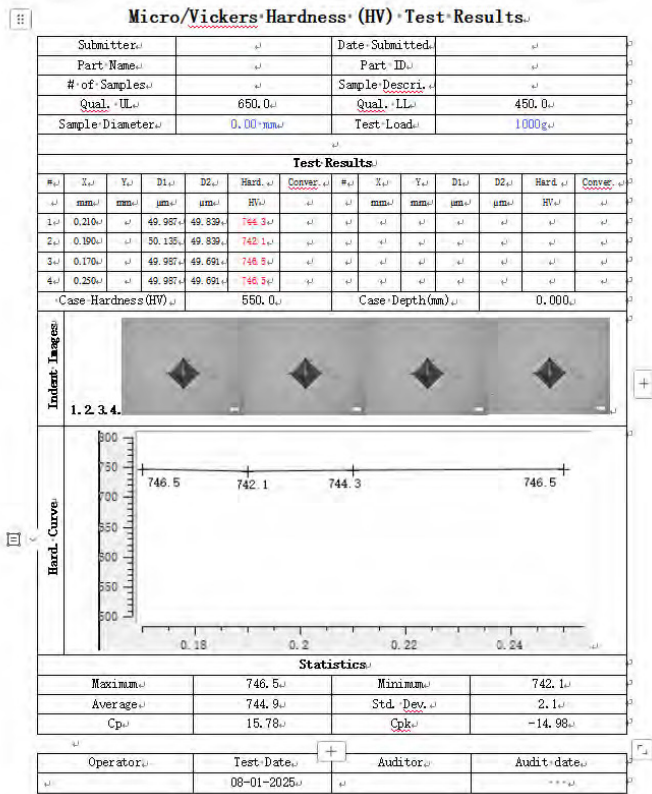 Micro/Vickers Hardness (HV) Test Results
Submitter Date Submitted
Part Name Part ID
# of Samples Sample Descri.
Qual. UL 650.0 Qual. LL 450.0
Sample Diameter 0.00 mm Test Load 1000g
Test Results
# X Y D1 D2 Hard. Conver. # X Y D1 D2 Hard. Conver.
mm mm μm μm HV mm mm μm μm HV
1 0.210 49.987 49.839 744.3
2 0.190 50.135 49.839 742.1
3 0.170 49.987 49.691 746.5
4 0.250 49.987 49.691 746.5
Case Hardness(HV) 550.0 Case Depth(mm) 0.000
Indent Images
1.2.3.4.
Hard. Curve
800
750
700
650
600
550
500
746.5 742.1 744.3 746.5
0.18 0.2 0.22 0.24
Statistics
Maximum 746.5 Minimum 742.1
Average 744.9 Std. Dev. 2.1
Cp 15.78 Cpk -14.98
Operator Test Date Auditor Audit date
08-01-2025 ---